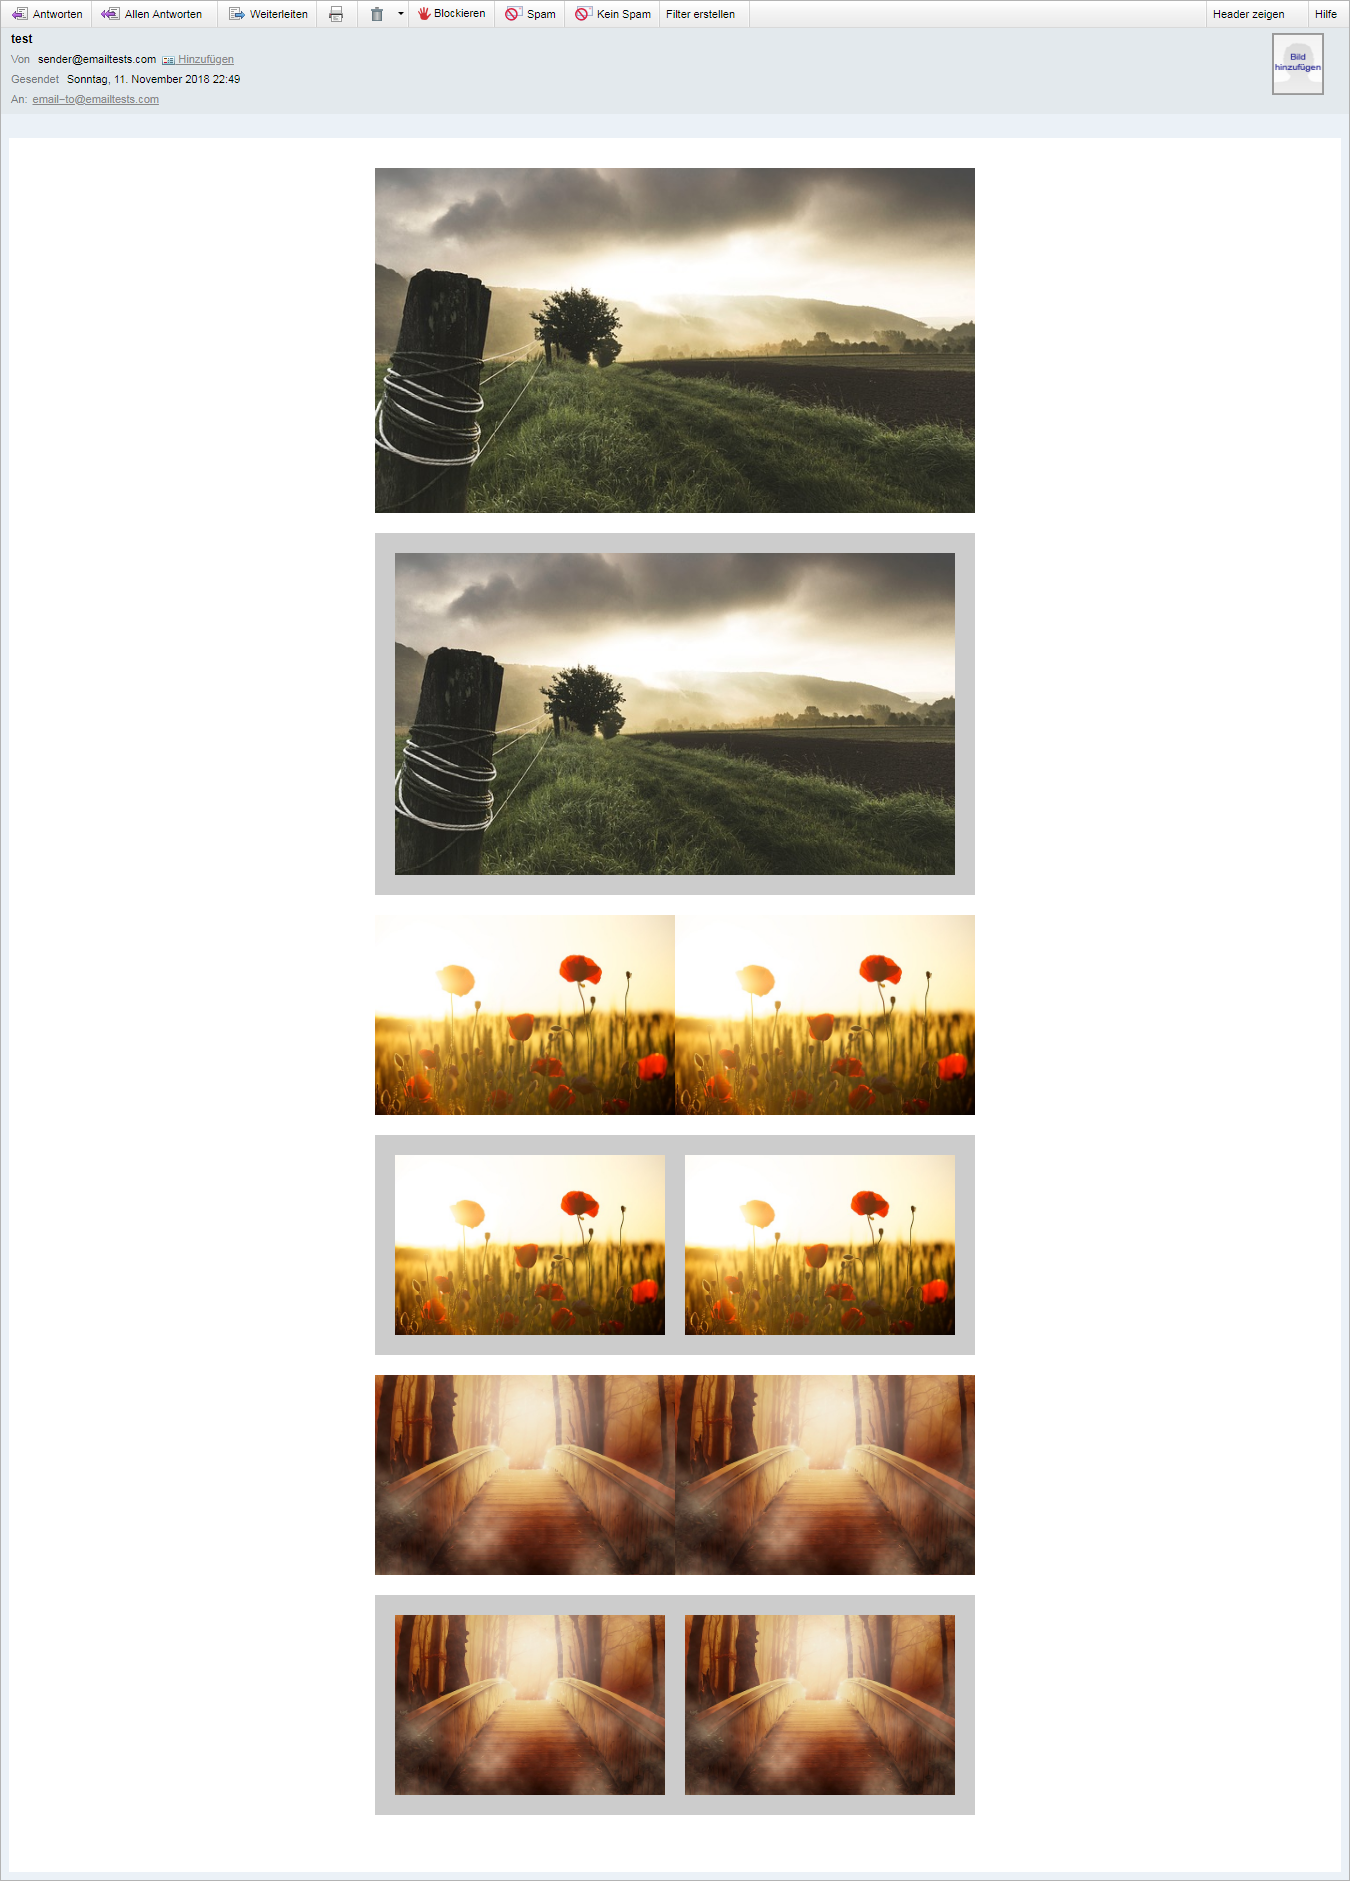 Antworten Allen Antworten Weiterleiten Blockieren Spam Kein Spam Filter erstellen Header zeigen Hilfe
test
Von sender@emailtests.com Hinzufügen
Gesendet Sonntag, 11. November 2018 22:49
An: email-to@emailtests.com
Bild
hinzufügen